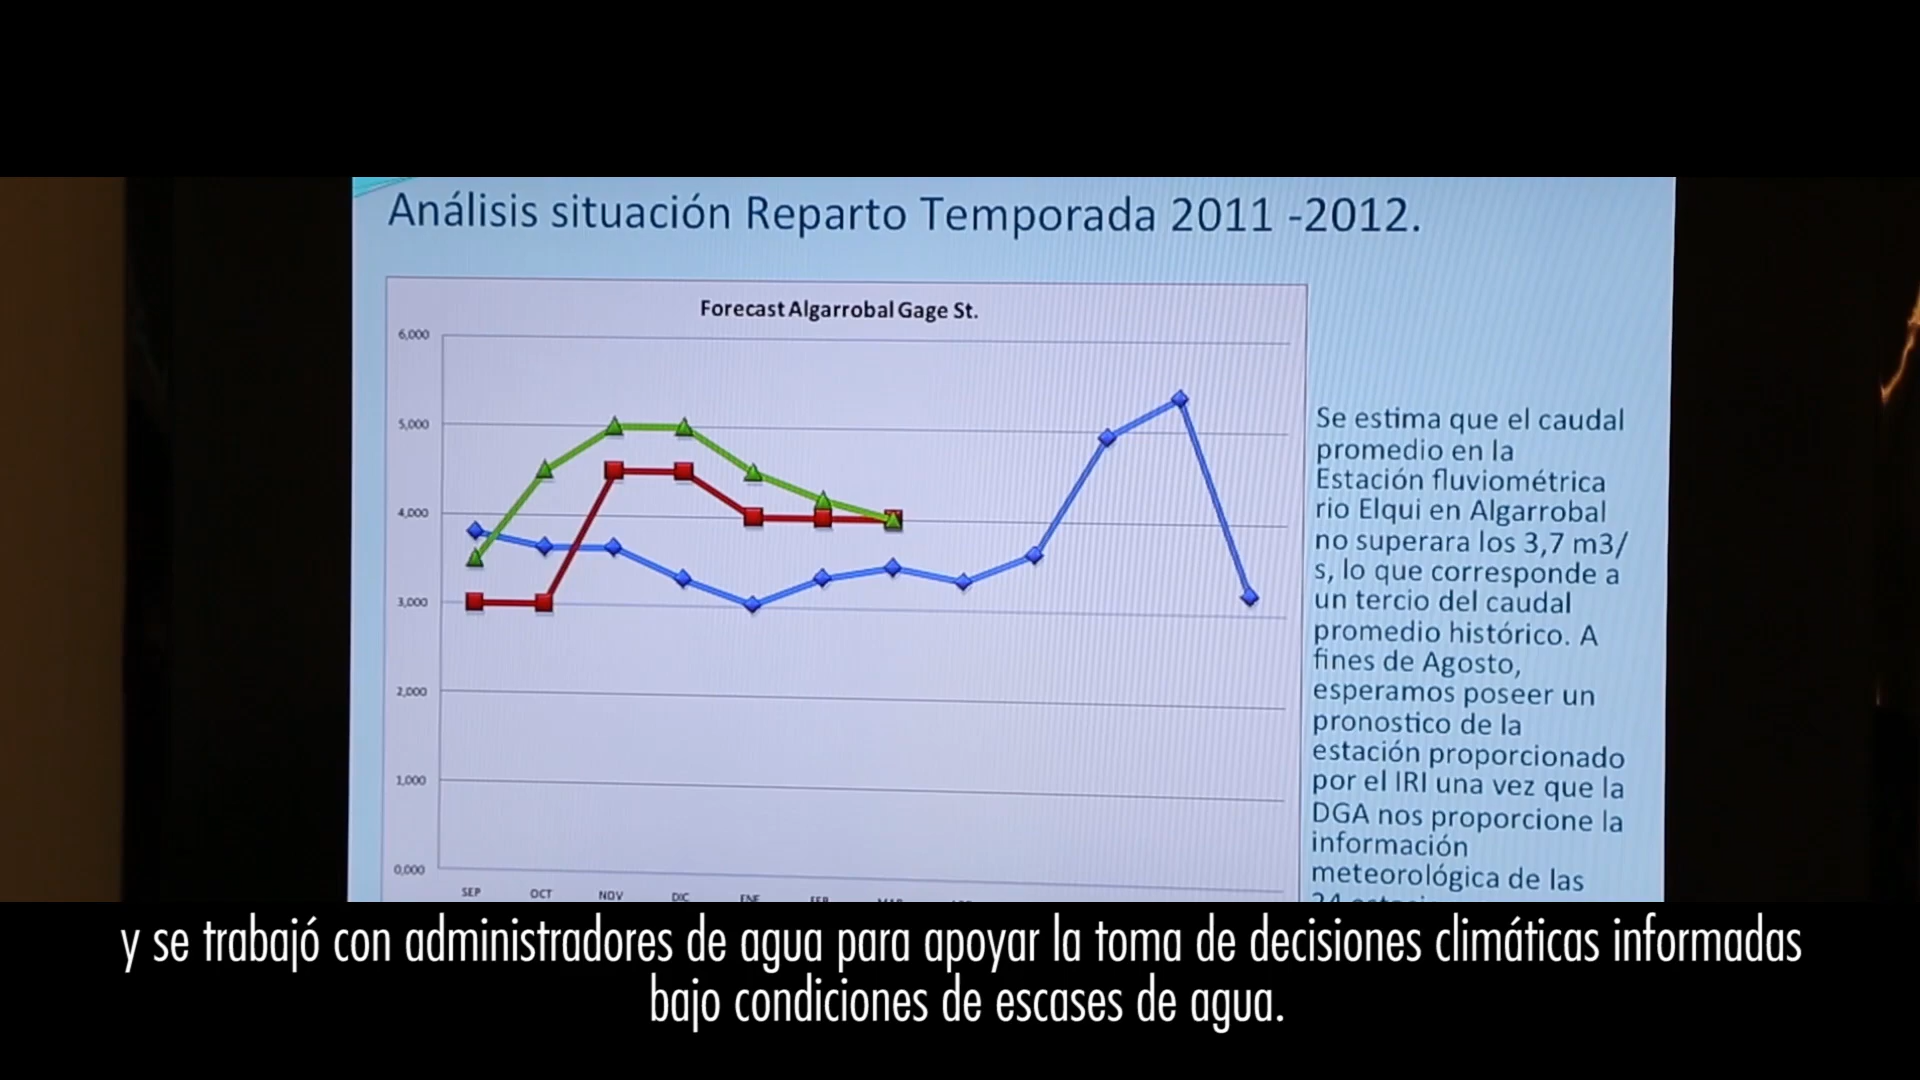 Análisis situación Reparto Temporada 2011 -2012.
Forecast Algarrobal Gage St.
6,000
5,000
4,000
3,000
2,000
1,000
0,000
SEP OCT NOV DIC ENE FEB MAR
Se estima que el caudal
promedio en la
Estación fluviométrica
rio Elqui en Algarrobal
no superara los 3,7 m3/
s, lo que corresponde a
un tercio del caudal
promedio histórico. A
fines de Agosto,
esperamos poseer un
pronostico de la
estación proporcionado
por el IRI una vez que la
DGA nos proporcione la
información
meteorológica de las
y se trabajó con administradores de agua para apoyar la toma de decisiones climáticas informadas
bajo condiciones de escases de agua.